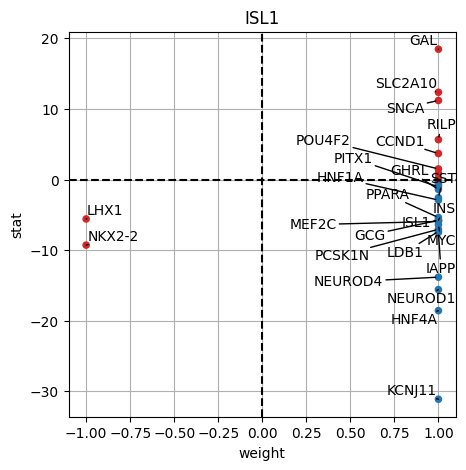 ISL1
20
10
0
−10
−20
−30
stat
GAL
SLC2A10
SNCA
RILP
POU4F2
CCND1
PITX1
GHRL
SST
HNF1A
PPARA
INS
LHX1
MEF2C
ISL1
GCG
MYC
NKX2-2
PCSK1N
LDB1
IAPP
NEUROD4
NEUROD1
HNF4A
KCNJ11
−1.00
−0.75
−0.50
−0.25
0.00
0.25
0.50
0.75
1.00
weight